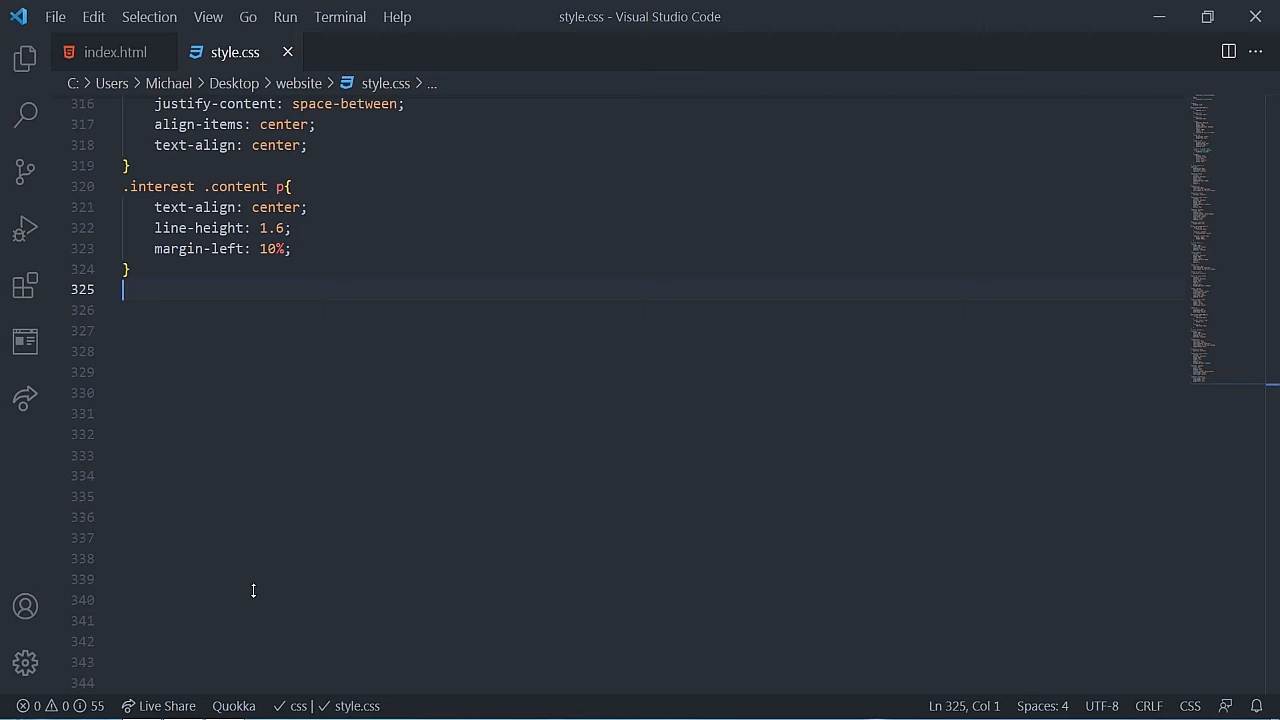 File Edit Selection View Go Run Terminal Help style.css - Visual Studio Code
index.html style.css
C: > Users > Michael > Desktop > website > style.css > ...
316 justify-content: space-between;
317 align-items: center;
318 text-align: center;
319 }
320 .interest .content p{
321 text-align: center;
322 line-height: 1.6;
323 margin-left: 10%;
324 }
325
326
327
328
329
330
331
332
333
334
335
336
337
338
339
340
341
342
343
344
0 0 55 Live Share Quokka ✓ css | ✓ style.css Ln 325, Col 1 Spaces: 4 UTF-8 CRLF CSS